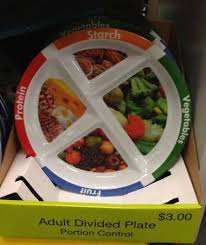 Vegetables
Starch
Protein
Vegetables
Fruit
$3.00
Adult Divided Plate
Portion Control